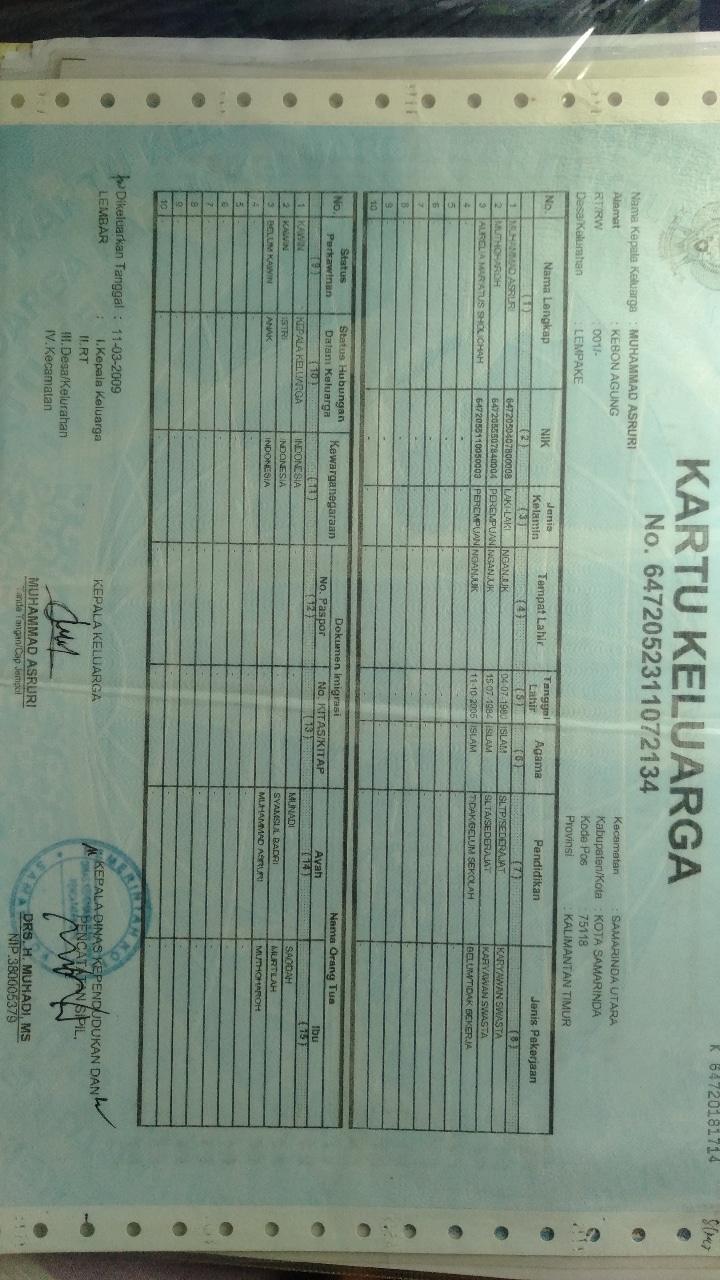 K 64720181714
KARTU KELUARGA
No. 6472052311072134
Nama Kepala Keluarga : MUHAMMAD ASRURI
Alamat : KEBON AGUNG
RT/RW : 001/-
Desa/Kelurahan : LEMPAKE
Kecamatan : SAMARINDA UTARA
Kabupaten/Kota : KOTA SAMARINDA
Kode Pos : 75118
Provinsi : KALIMANTAN TIMUR
No. Nama Lengkap NIK Jenis Kelamin Tempat Lahir Tanggal Lahir Agama Pendidikan Jenis Pekerjaan
(1) (2) (3) (4) (5) (6) (7) (8)
1 MUHAMMAD ASRURI 6472050407800008 LAKI-LAKI NGANJUK 04-07-1980 ISLAM SLTP/SEDERAJAT KARYAWAN SWASTA
2 MUTHOHAROH 6472055507840004 PEREMPUAN NGANJUK 15-07-1984 ISLAM SLTA/SEDERAJAT KARYAWAN SWASTA
3 AURELIA MAR'ATUS SHOLICHAH 6472055110050003 PEREMPUAN NGANJUK 11-10-2005 ISLAM TIDAK/BELUM SEKOLAH BELUM/TIDAK BEKERJA
4
5
6
7
8
9
10
No. Status Perkawinan Status Hubungan Dalam Keluarga Kewarganegaraan Dokumen Imigrasi Nama Orang Tua
No. Paspor No. KITAS/KITAP Ayah Ibu
(9) (10) (11) (12) (13) (14) (15)
1 KAWIN KEPALA KELUARGA INDONESIA MUNADI SAODAH
2 KAWIN ISTRI INDONESIA SYAMSUL BADRI MURTILAH
3 BELUM KAWIN ANAK INDONESIA MUHAMMAD ASRURI MUTHOHAROH
4
5
6
7
8
9
10
Dikeluarkan Tanggal : 11-03-2009
LEMBAR : I. Kepala Keluarga
II. RT
III. Desa/Kelurahan
IV. Kecamatan
KEPALA KELUARGA
MUHAMMAD ASRURI
Tanda Tangan/Cap Jempol
KEPALA DINAS KEPENDUDUKAN DAN
PENCATATAN SIPIL,
DRS. H. MUHADI, MS
NIP.380005379